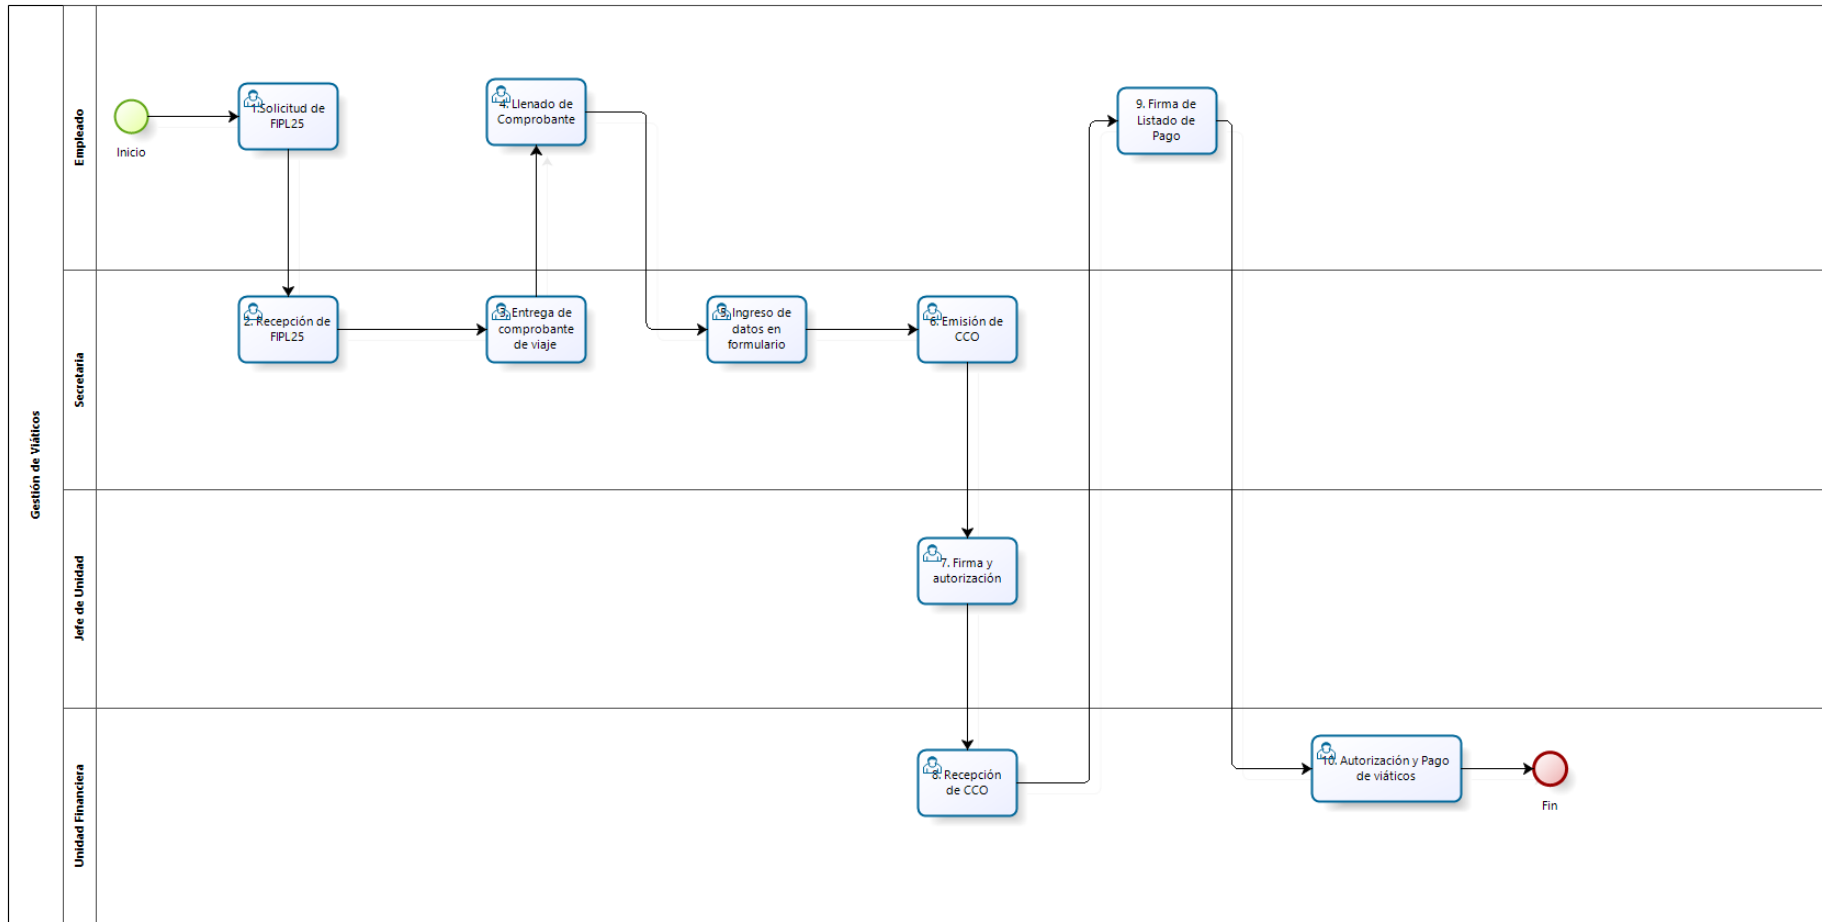 Gestión de Viáticos
Empleado
Inicio
1.Solicitud de
FIPL25
4. Llenado de
Comprobante
9. Firma de
Listado de
Pago
Secretaria
2. Recepción de
FIPL25
3. Entrega de
comprobante
de viaje
5. Ingreso de
datos en
formulario
6. Emisión de
CCO
Jefe de Unidad
7. Firma y
autorización
Unidad Financiera
8. Recepción
de CCO
10. Autorización y Pago
de viáticos
Fin